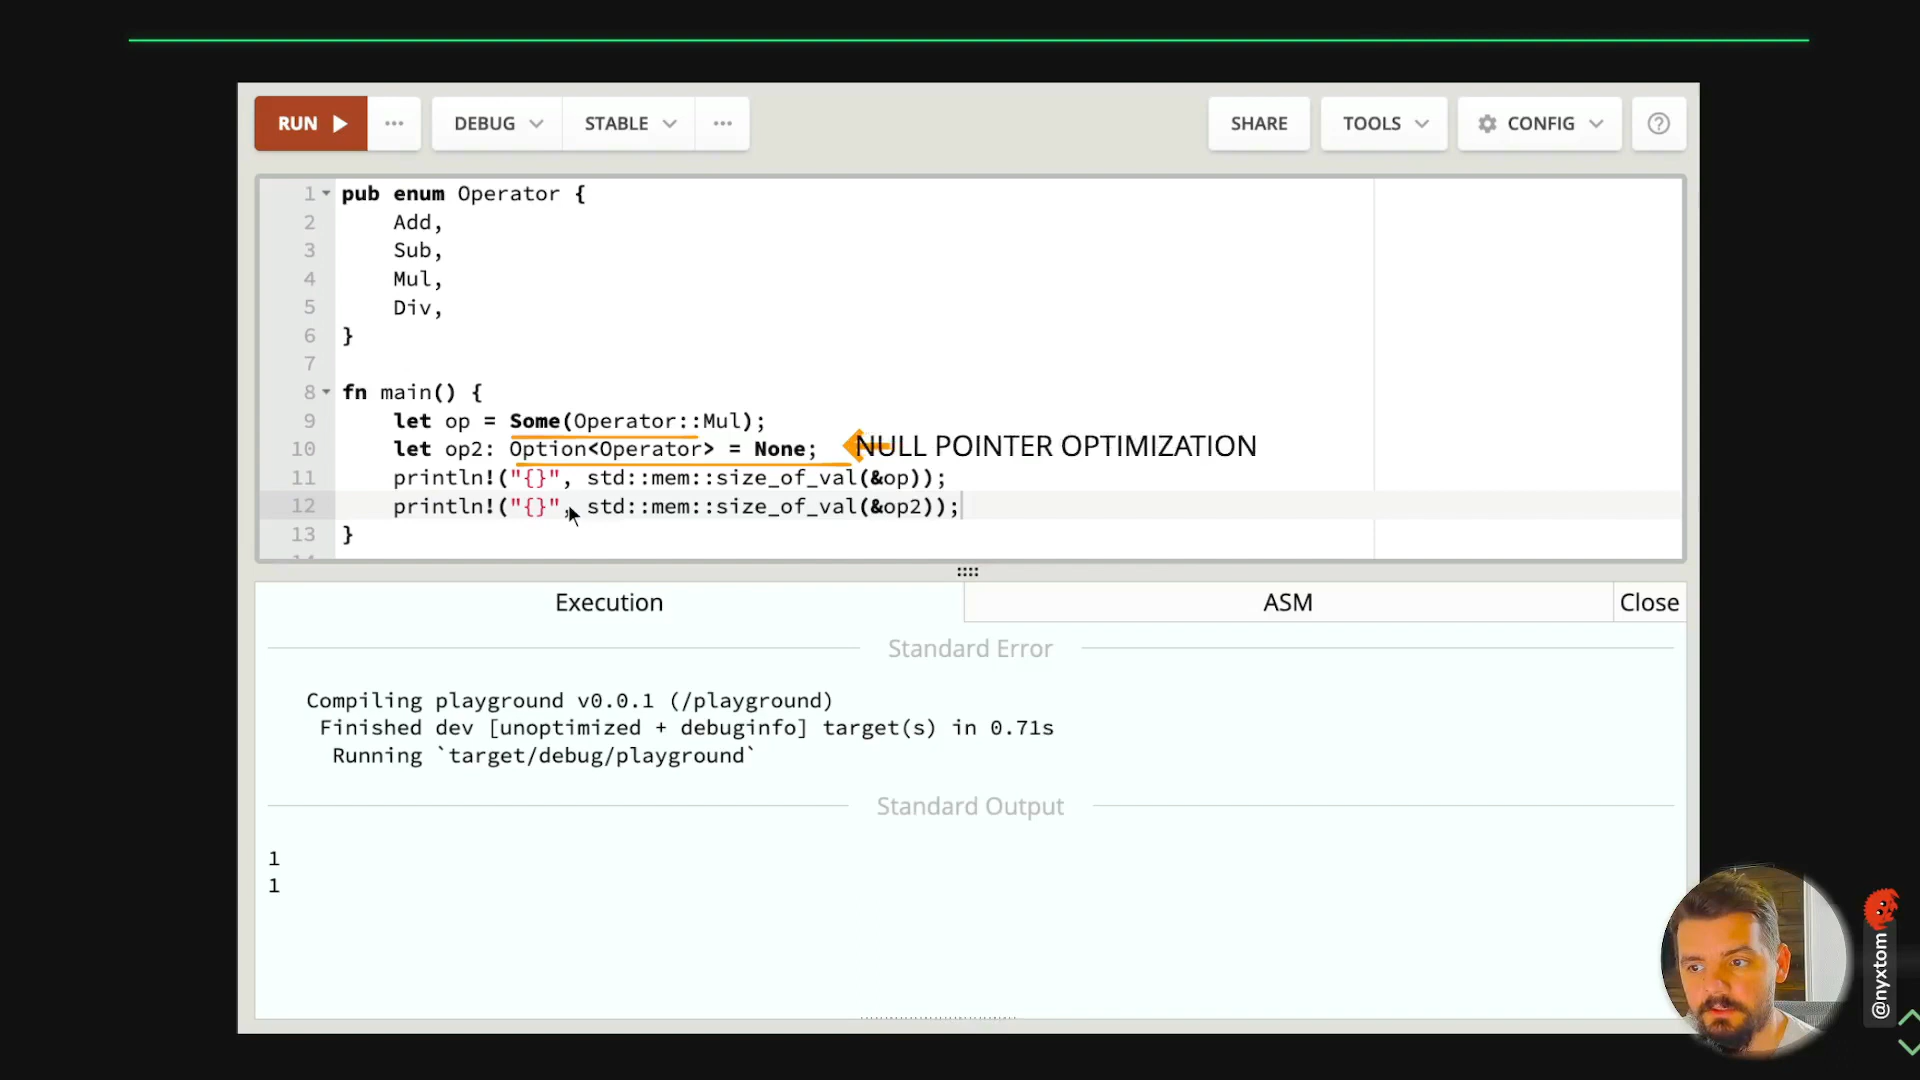 RUN ▶ ··· DEBUG STABLE ··· SHARE TOOLS CONFIG ?
1 pub enum Operator {
2     Add,
3     Sub,
4     Mul,
5     Div,
6 }
7
8 fn main() {
9     let op = Some(Operator::Mul);
10     let op2: Option<Operator> = None; NULL POINTER OPTIMIZATION
11     println!("{}", std::mem::size_of_val(&op));
12     println!("{}", std::mem::size_of_val(&op2));
13 }
Execution ASM Close
Standard Error
Compiling playground v0.0.1 (/playground)
Finished dev [unoptimized + debuginfo] target(s) in 0.71s
Running `target/debug/playground`
Standard Output
1
1
@nyxtom